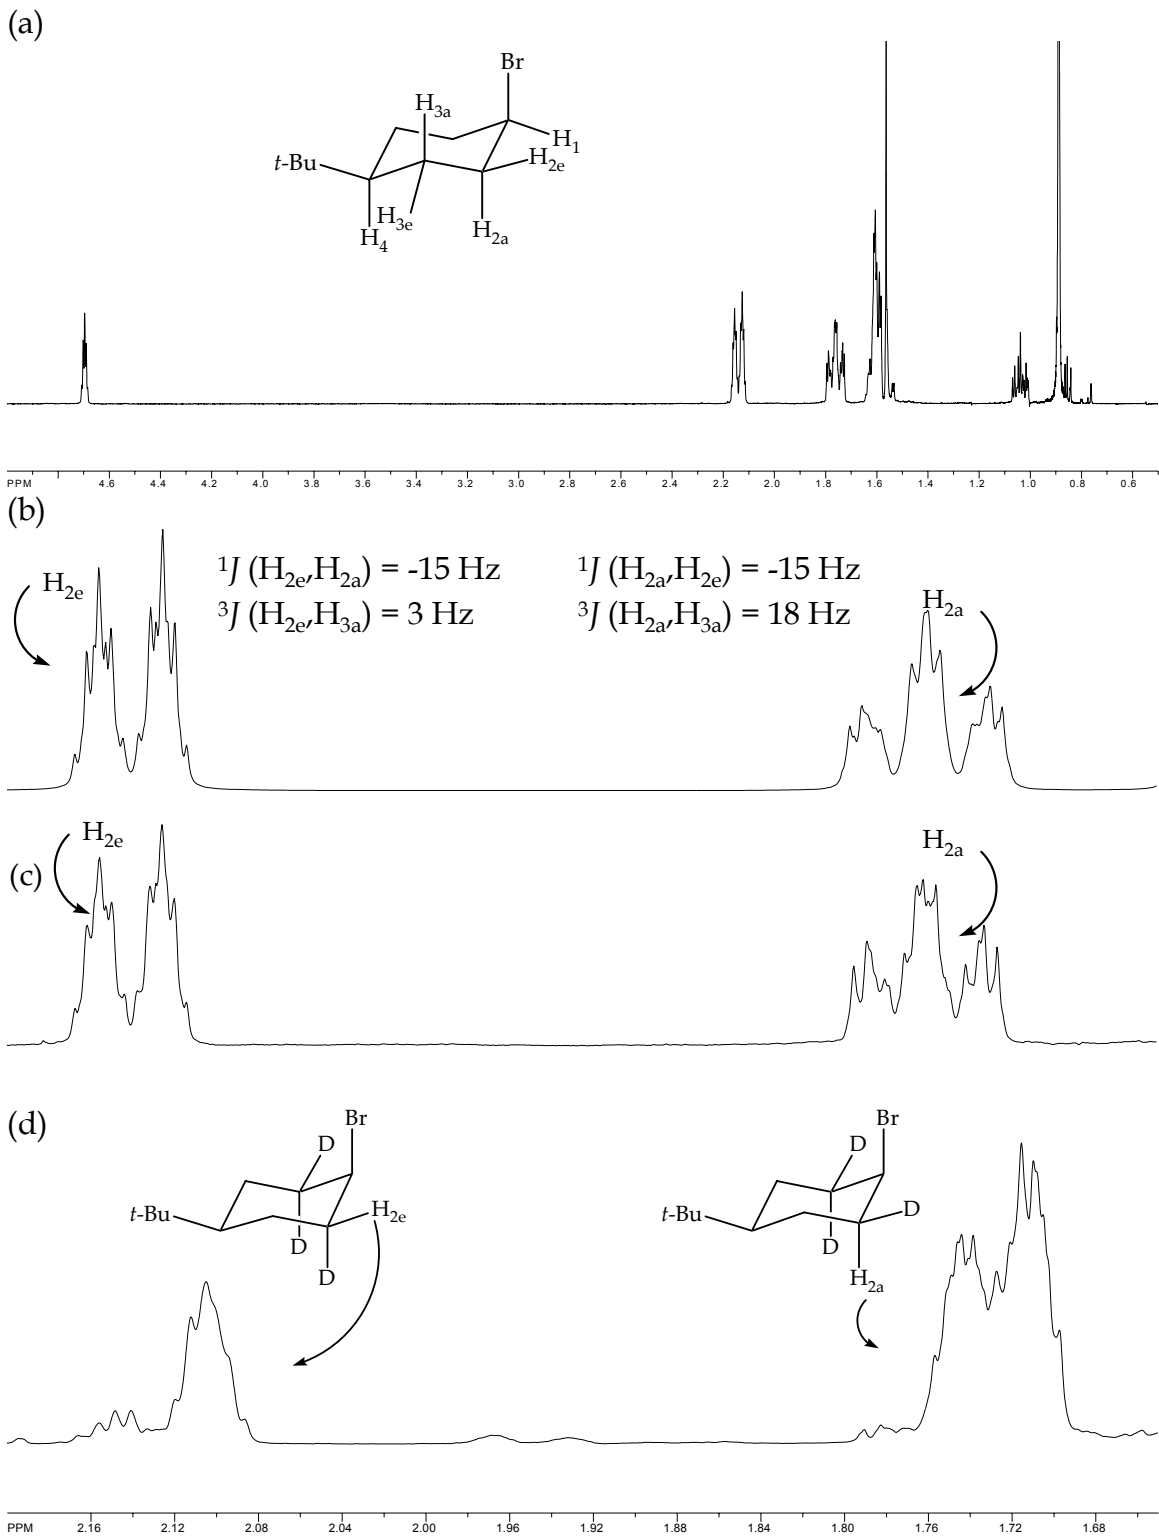 (a)
Br
H3a
H1
t-Bu
H2e
H3e
H4
H2a
PPM 4.6 4.4 4.2 4.0 3.8 3.6 3.4 3.2 3.0 2.8 2.6 2.4 2.2 2.0 1.8 1.6 1.4 1.2 1.0 0.8 0.6
(b)
H2e
1J (H2e,H2a) = -15 Hz
3J (H2e,H3a) = 3 Hz
1J (H2a,H2e) = -15 Hz
3J (H2a,H3a) = 18 Hz
H2a
(c)
H2e
H2a
(d)
Br
D
t-Bu
H2e
D
D
Br
D
t-Bu
D
D
H2a
PPM 2.16 2.12 2.08 2.04 2.00 1.96 1.92 1.88 1.84 1.80 1.76 1.72 1.68